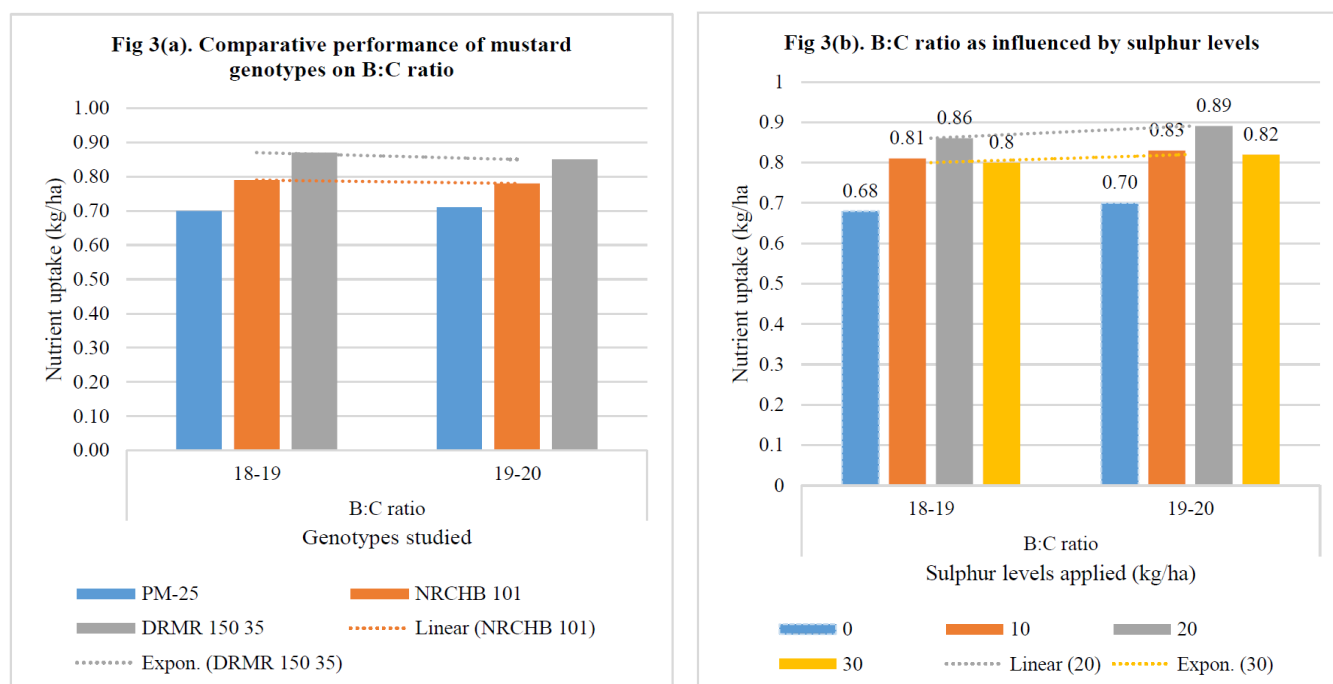 Fig 3(a). Comparative performance of mustard
genotypes on B:C ratio
Nutrient uptake (kg/ha)
1.00
0.90
0.80
0.70
0.60
0.50
0.40
0.30
0.20
0.10
0.00
18-19 19-20
B:C ratio
Genotypes studied
PM-25 NRCHB 101
DRMR 150 35 Linear (NRCHB 101)
Expon. (DRMR 150 35)
Fig 3(b). B:C ratio as influenced by sulphur levels
Nutrient uptake (kg/ha)
1
0.9
0.8
0.7
0.6
0.5
0.4
0.3
0.2
0.1
0
0.68 0.81 0.86 0.8 0.70 0.83 0.89 0.82
18-19 19-20
B:C ratio
Sulphur levels applied (kg/ha)
0 10 20
30 Linear (20) Expon. (30)